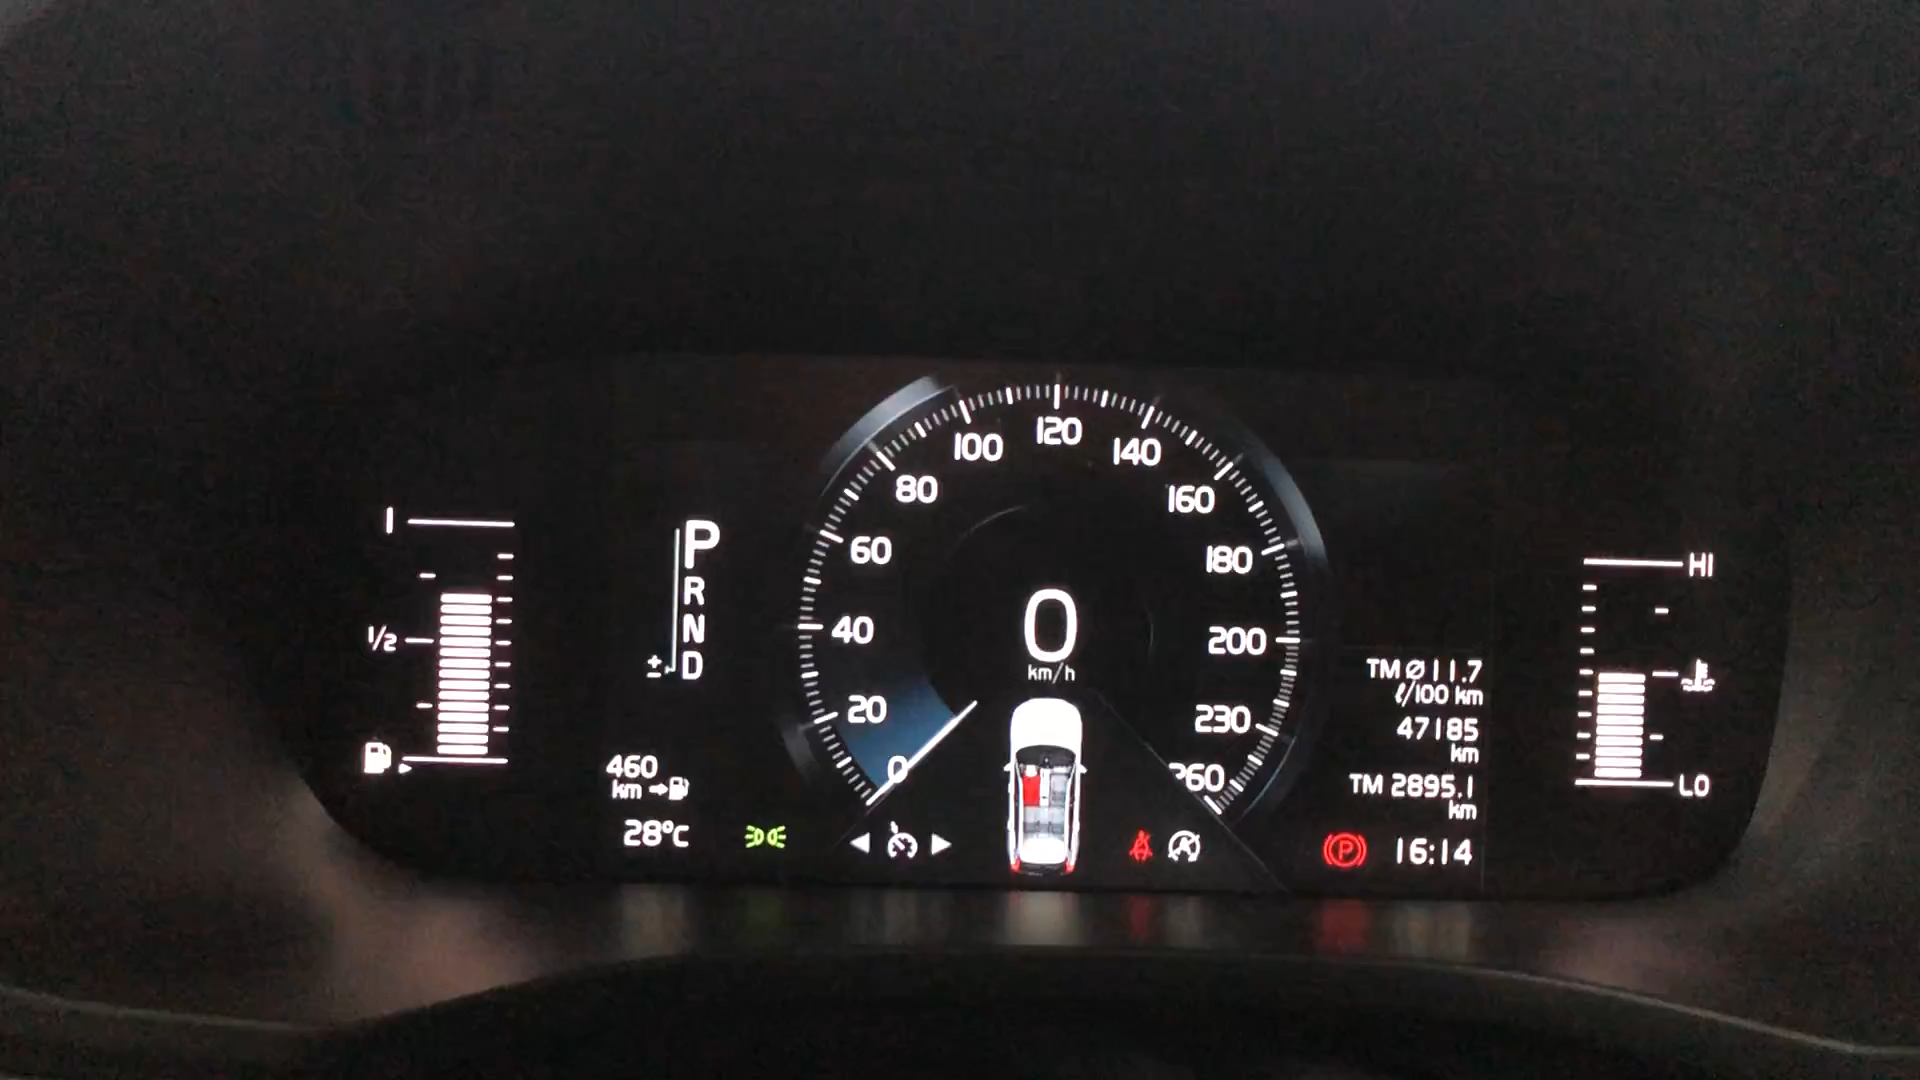 1
1/2
P
R
N
± D
460
km
28°C
0
20
40
60
80
100
120
140
160
180
200
230
260
0
km/h
TM Ø 11.7
ℓ/100 km
47185
km
TM 2895.1
km
P
16:14
HI
LO